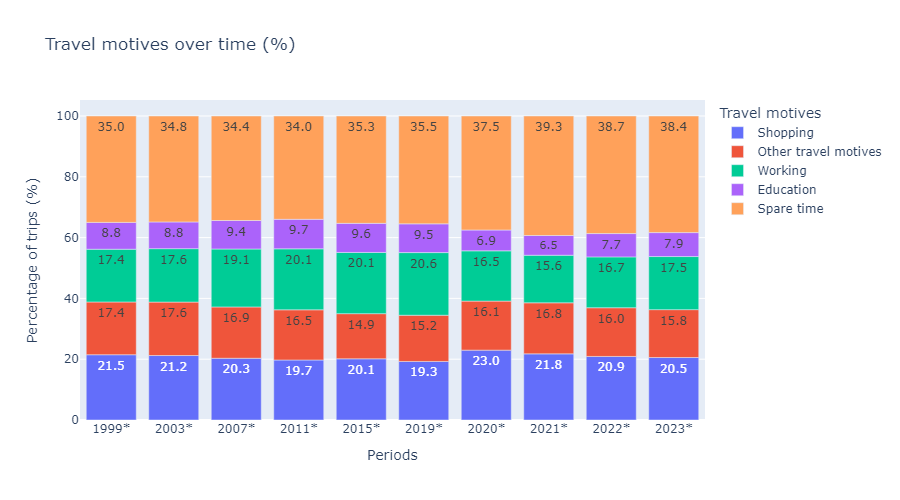 Travel motives over time (%)
Travel motives
Shopping
Other travel motives
Working
Education
Spare time
Percentage of trips (%)
100
80
60
40
20
0
35.0 34.8 34.4 34.0 35.3 35.5 37.5 39.3 38.7 38.4
8.8 8.8 9.4 9.7 9.6 9.5 6.9 6.5 7.7 7.9
17.4 17.6 19.1 20.1 20.1 20.6 16.5 15.6 16.7 17.5
17.4 17.6 16.9 16.5 14.9 15.2 16.1 16.8 16.0 15.8
21.5 21.2 20.3 19.7 20.1 19.3 23.0 21.8 20.9 20.5
1999* 2003* 2007* 2011* 2015* 2019* 2020* 2021* 2022* 2023*
Periods